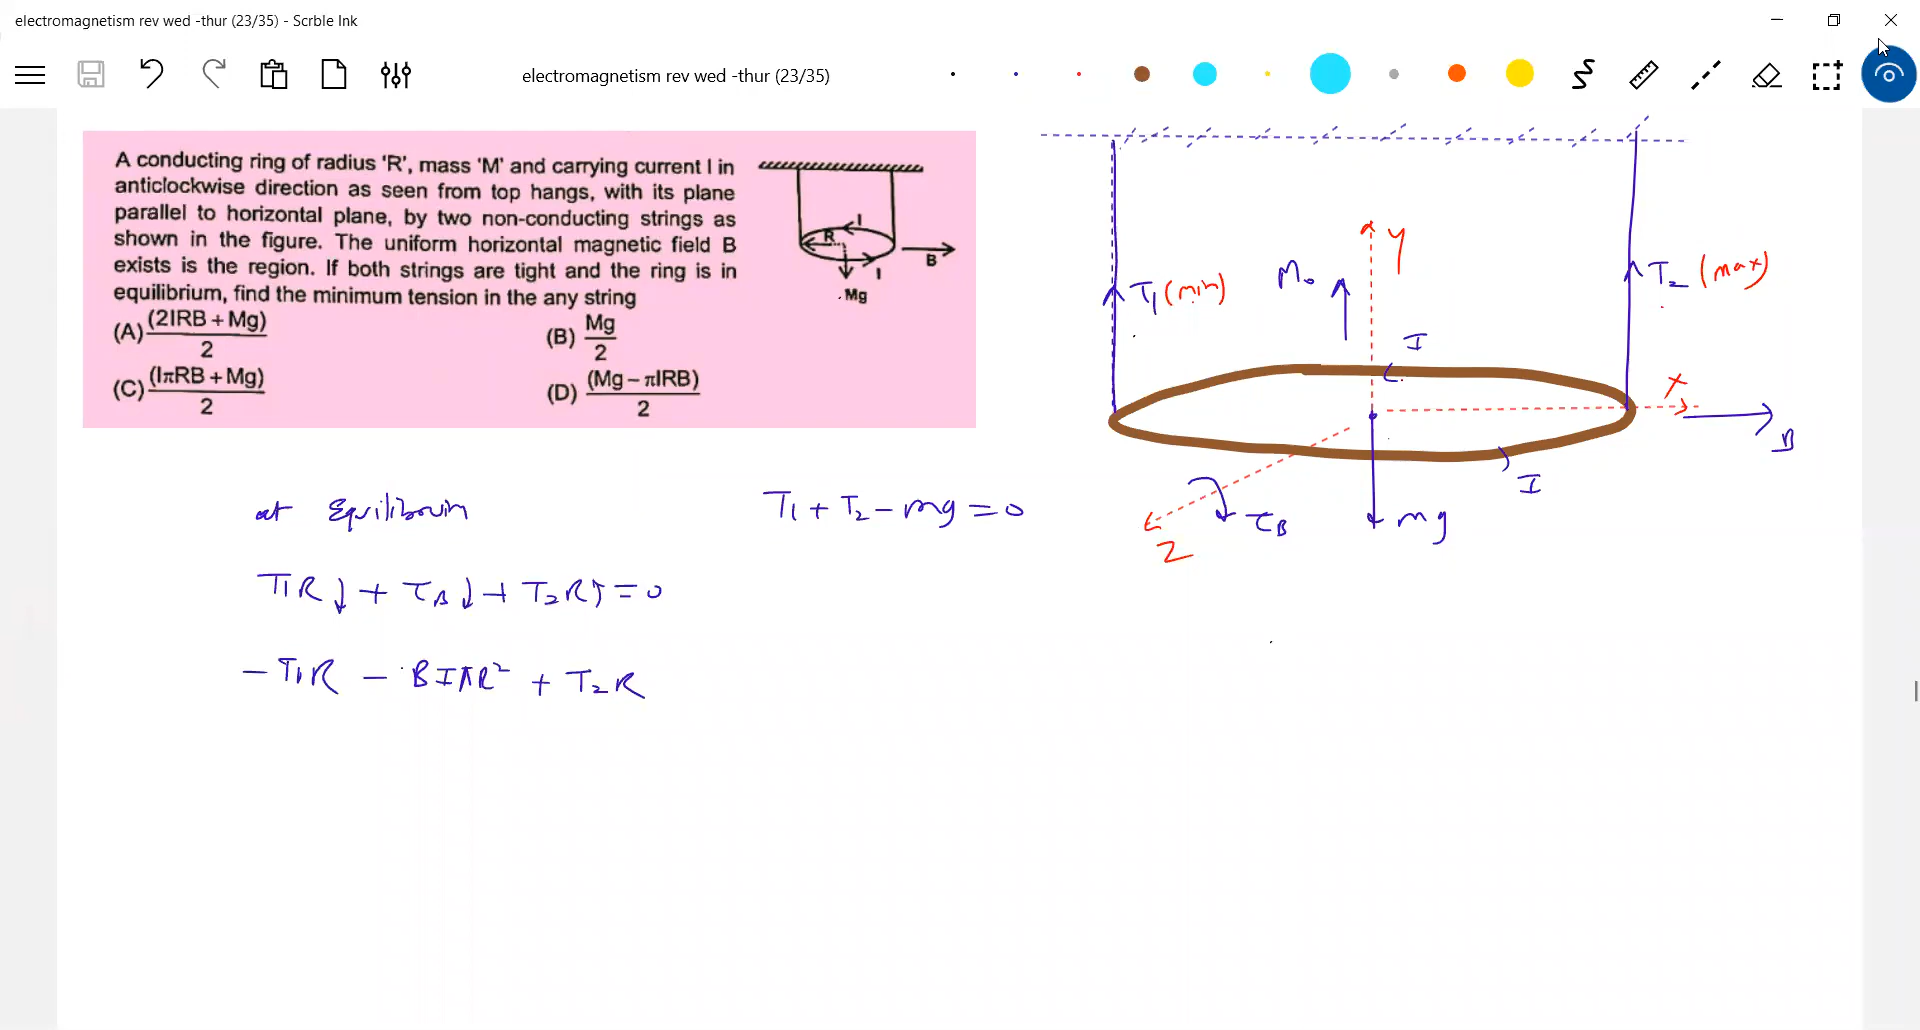 electromagnetism rev wed -thur (23/35) - Scrble Ink
electromagnetism rev wed -thur (23/35)
A conducting ring of radius 'R', mass 'M' and carrying current I in
anticlockwise direction as seen from top hangs, with its plane
parallel to horizontal plane, by two non-conducting strings as
shown in the figure. The uniform horizontal magnetic field B
exists is the region. If both strings are tight and the ring is in
equilibrium, find the minimum tension in the any string
(A) (2IRB + Mg)/2
(B) Mg/2
(C) (IπRB + Mg)/2
(D) (Mg – πIRB)/2
I
R
B
I
Mg
T₁ (min)
M₀
Y
T₂ (max)
I
X
B
I
τB
Z
mg
at Equilibrium
T₁ + T₂ - mg = 0
T₁R↓ + τB↓ + T₂R↑ = 0
- T₁R - BIπR² + T₂R